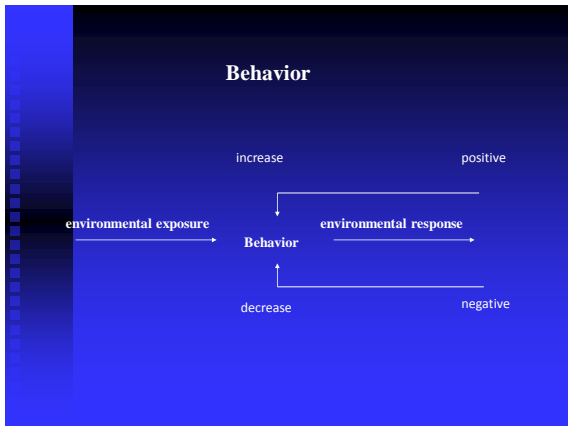 Behavior
increase positive
environmental exposure environmental response
Behavior
decrease negative